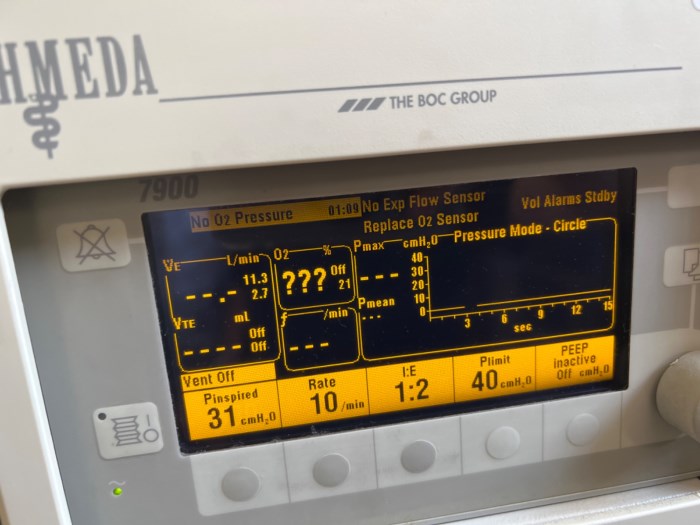 HMEDA
THE BOC GROUP
7900
No O2 Pressure 01:09 No Exp Flow Sensor Vol Alarms Stdby
Replace O2 Sensor
VE L/min O2 % Pmax cmH2O Pressure Mode - Circle
--.- 11.3 2.7 ??? Off 21 ---
40
30
20
10
0
Pmean
---
3 6 9 12 15
sec
VTE mL f /min
---- Off Off ---
Vent Off
Pinspired Rate I:E Plimit PEEP inactive
31 cmH2O 10 /min 1:2 40 cmH2O Off cmH2O